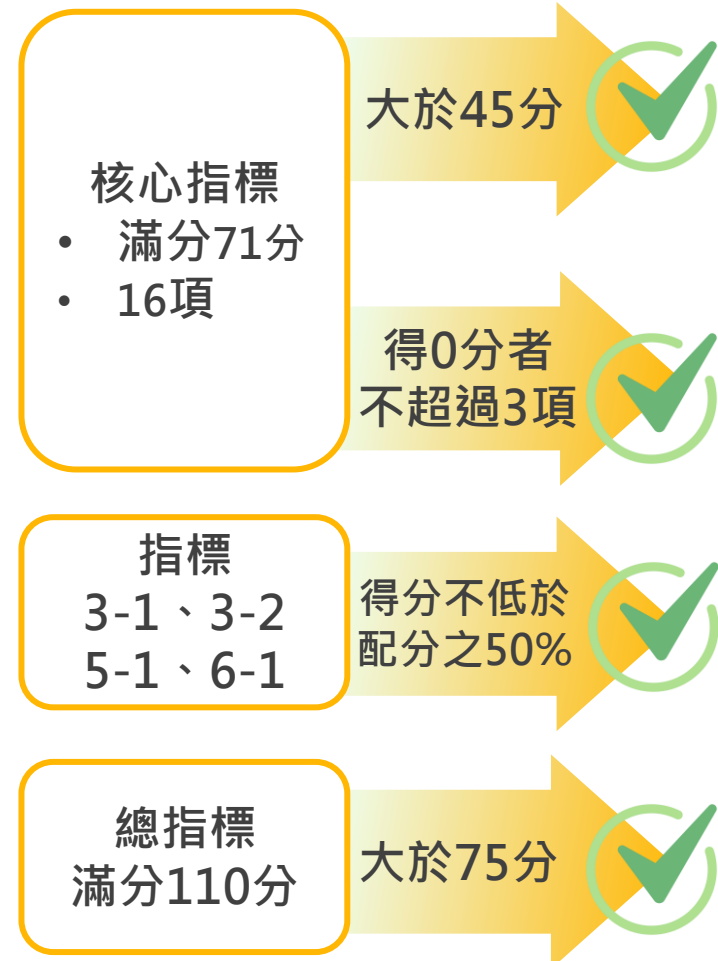 核心指標
• 滿分71分
• 16項
大於45分
得0分者
不超過3項
指標
3-1、3-2
5-1、6-1
得分不低於
配分之50%
總指標
滿分110分
大於75分